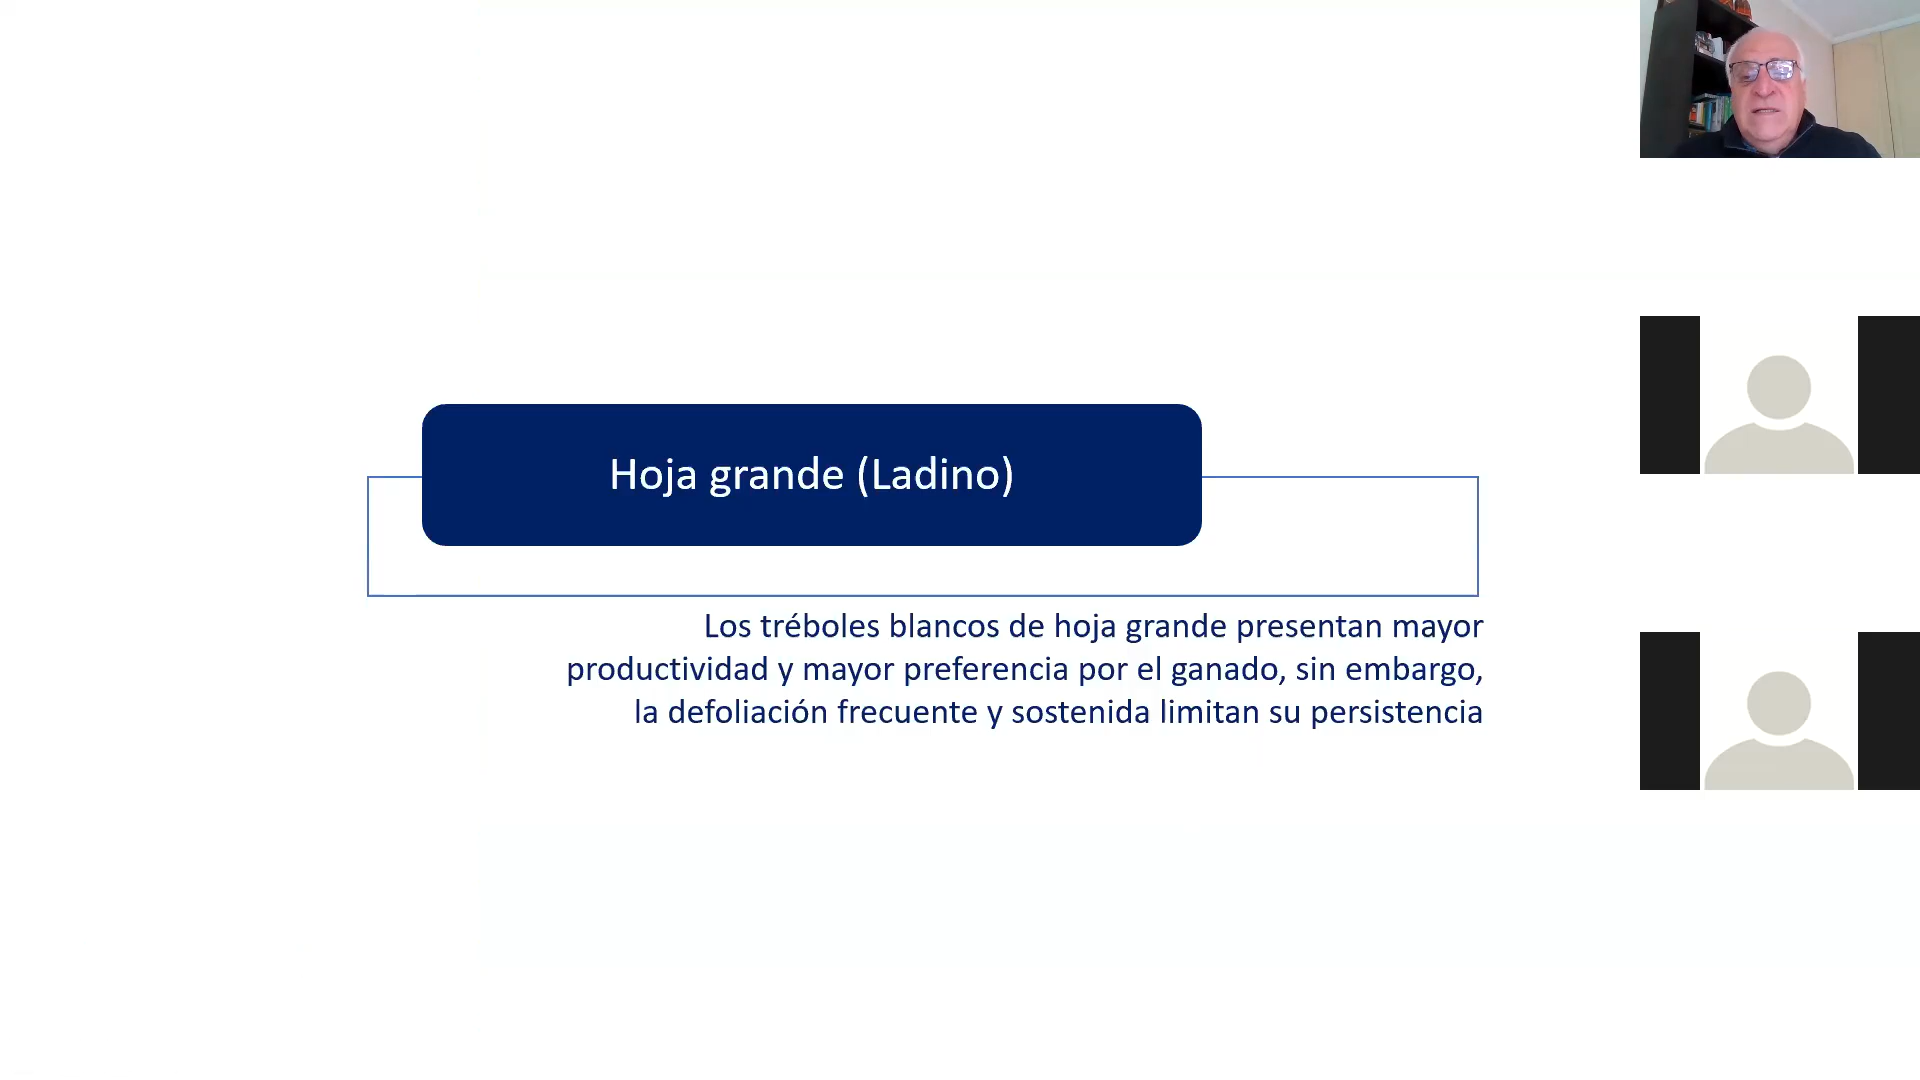 Hoja grande (Ladino)
Los tréboles blancos de hoja grande presentan mayor
productividad y mayor preferencia por el ganado, sin embargo,
la defoliación frecuente y sostenida limitan su persistencia